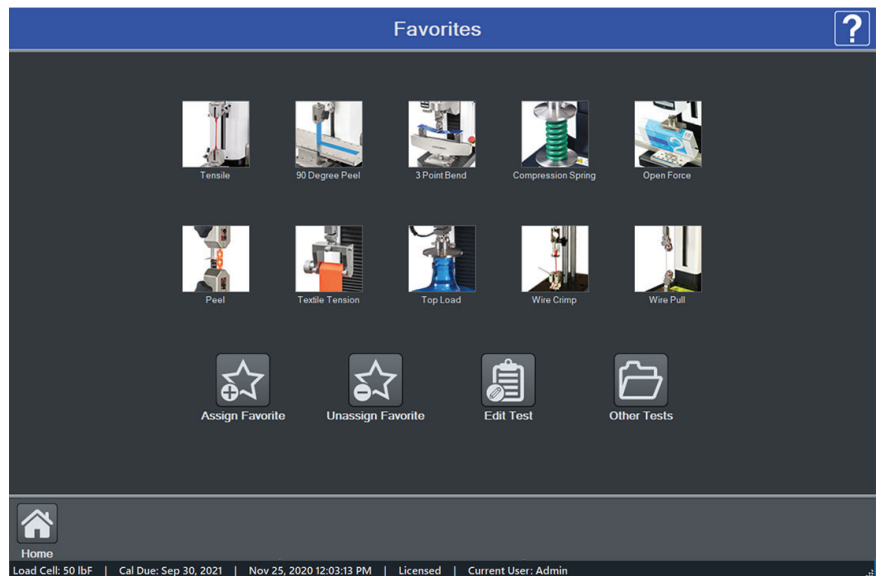 Favorites
?
Tensile
90 Degree Peel
3 Point Bend
Compression Spring
Open Force
Peel
Textile Tension
Top Load
Wire Crimp
Wire Pull
Assign Favorite
Unassign Favorite
Edit Test
Other Tests
Home
Load Cell: 50 lbF | Cal Due: Sep 30, 2021 | Nov 25, 2020 12:03:13 PM | Licensed | Current User: Admin